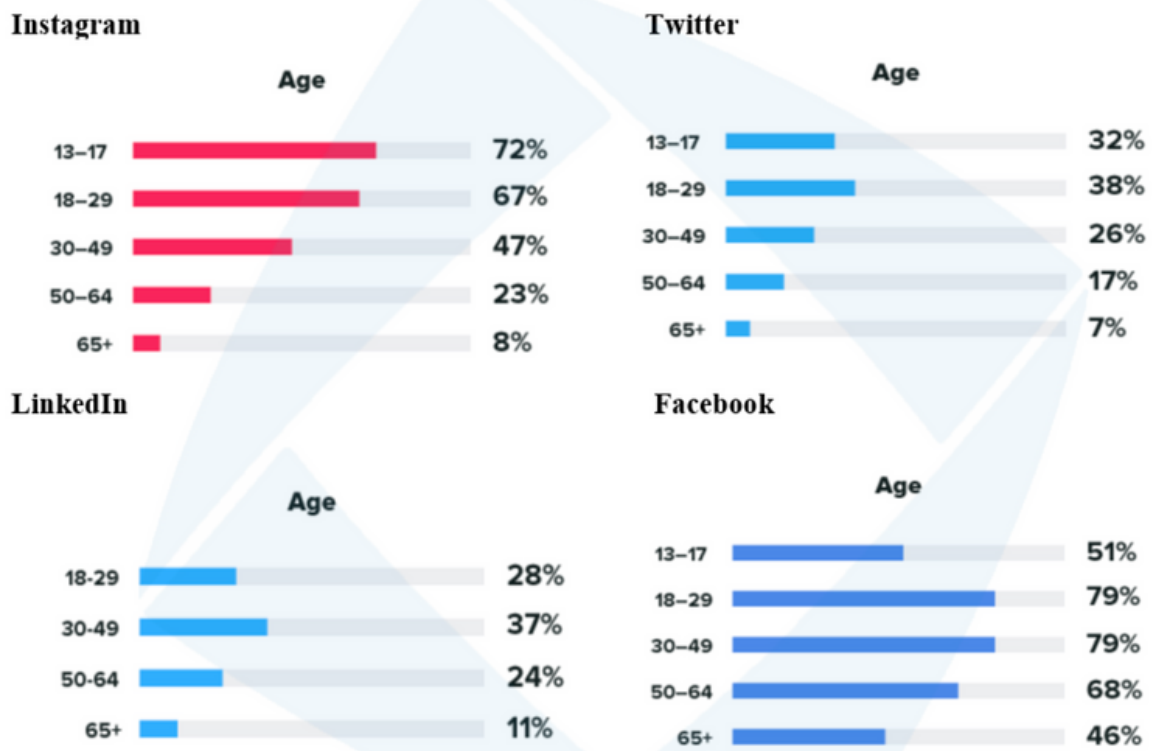 Instagram
Age
13–17 72%
18–29 67%
30–49 47%
50–64 23%
65+ 8%
Twitter
Age
13–17 32%
18–29 38%
30–49 26%
50–64 17%
65+ 7%
LinkedIn
Age
18-29 28%
30-49 37%
50-64 24%
65+ 11%
Facebook
Age
13–17 51%
18–29 79%
30–49 79%
50–64 68%
65+ 46%